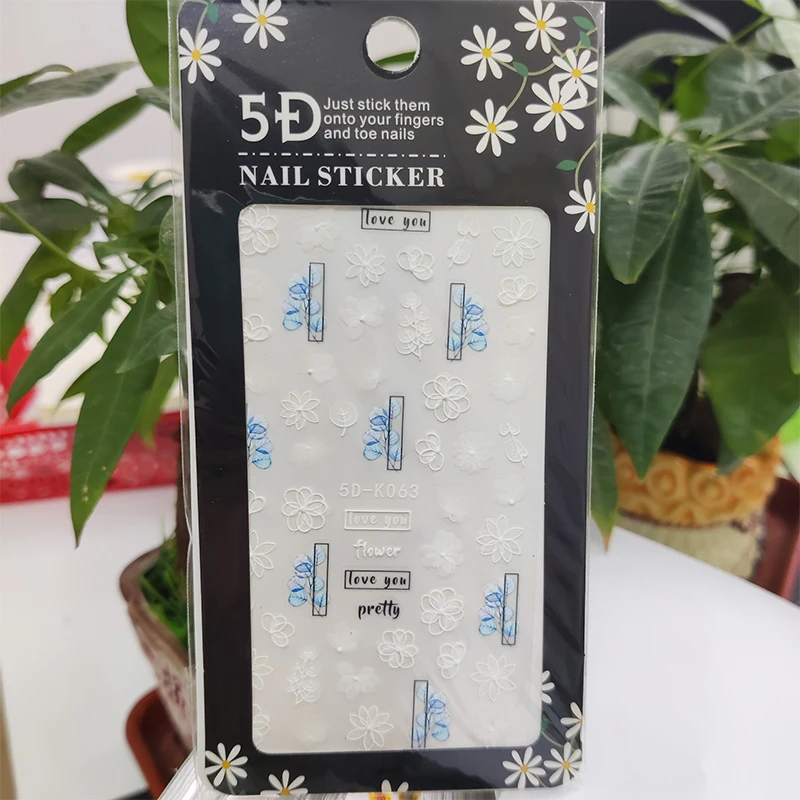 5D
Just stick them
onto your fingers
and toe nails
NAIL STICKER
love you
5D-K063
love you
flower
love you
pretty